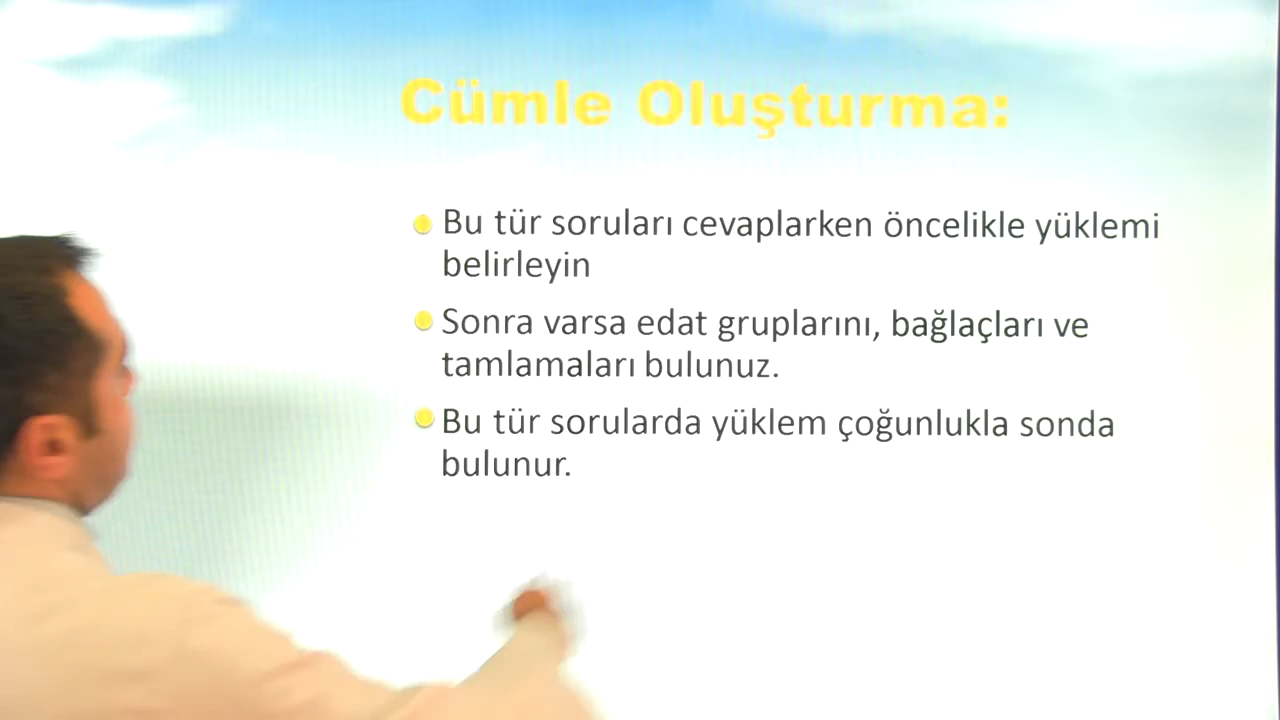 Cümle Oluşturma:
Bu tür soruları cevaplarken öncelikle yüklemi
belirleyin
Sonra varsa edat gruplarını, bağlaçları ve
tamlamaları bulunuz.
Bu tür sorularda yüklem çoğunlukla sonda
bulunur.